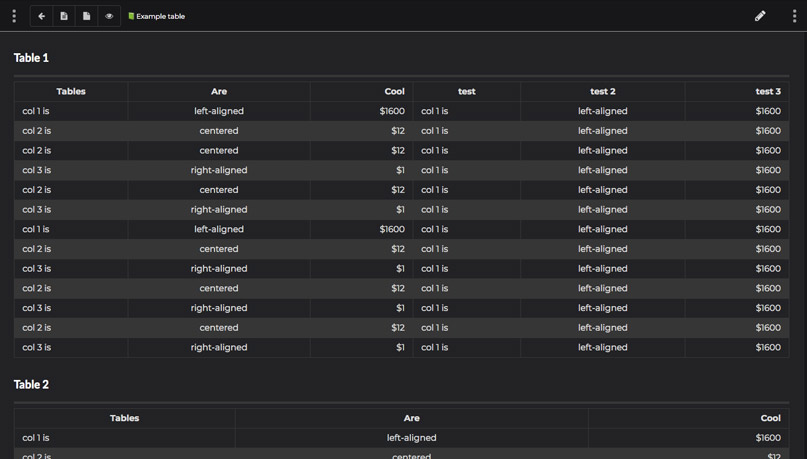 Example table
Table 1
Tables Are Cool test test 2 test 3
col 1 is left-aligned $1600 col 1 is left-aligned $1600
col 2 is centered $12 col 1 is left-aligned $1600
col 2 is centered $12 col 1 is left-aligned $1600
col 3 is right-aligned $1 col 1 is left-aligned $1600
col 2 is centered $12 col 1 is left-aligned $1600
col 3 is right-aligned $1 col 1 is left-aligned $1600
col 1 is left-aligned $1600 col 1 is left-aligned $1600
col 2 is centered $12 col 1 is left-aligned $1600
col 3 is right-aligned $1 col 1 is left-aligned $1600
col 2 is centered $12 col 1 is left-aligned $1600
col 3 is right-aligned $1 col 1 is left-aligned $1600
col 2 is centered $12 col 1 is left-aligned $1600
col 3 is right-aligned $1 col 1 is left-aligned $1600
Table 2
Tables Are Cool
col 1 is left-aligned $1600
col 2 is centered $12